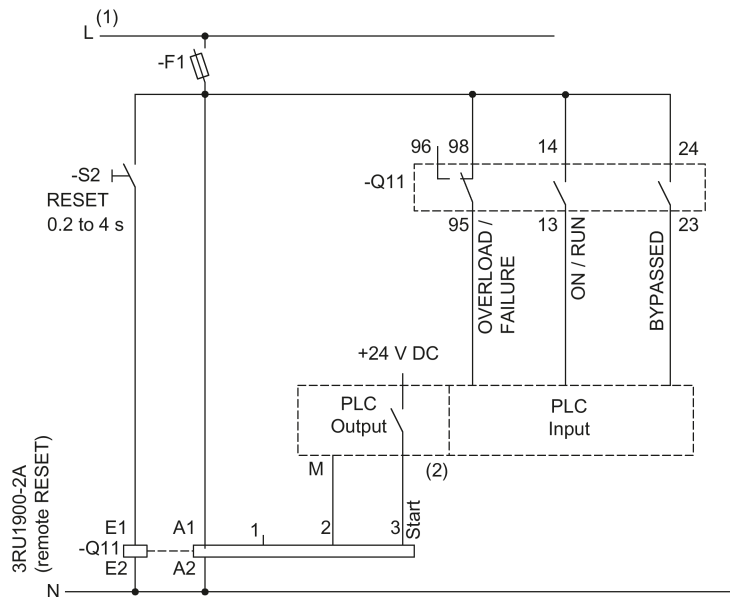 (1)
L
-F1
96 98 14 24
-S2
-Q11
RESET
0.2 to 4 s
95 13 23
OVERLOAD /
FAILURE
ON / RUN
BYPASSED
+24 V DC
PLC
Output
PLC
Input
M (2)
3RU1900-2A
(remote RESET)
E1 A1 1 2 3 Start
-Q11
E2 A2
N